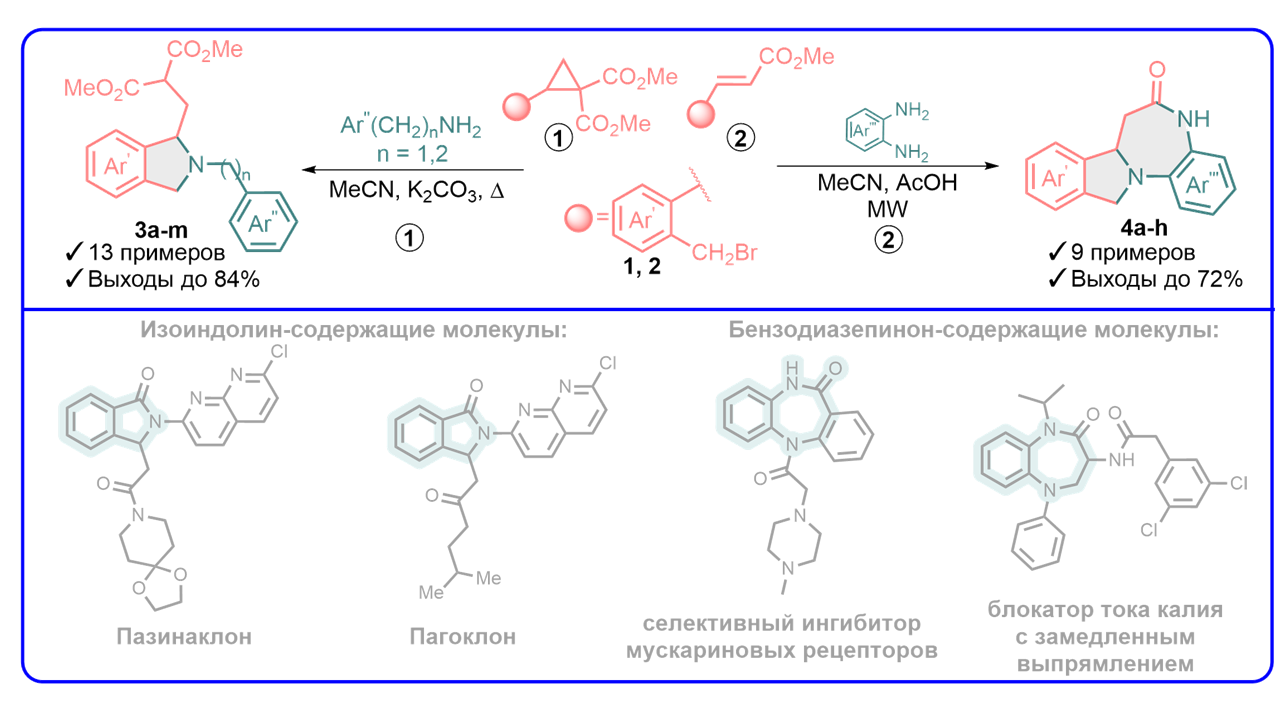 CO₂Me
MeO₂C
Ar'
N
( )n
Ar''
3a-m
✓ 13 примеров
✓ Выходы до 84%
Ar''(CH₂)ₙNH₂
n = 1,2
MeCN, K₂CO₃, Δ
1
CO₂Me
CO₂Me
1
CO₂Me
2
=
Ar'
CH₂Br
1, 2
Ar'''
NH₂
NH₂
MeCN, AcOH
MW
2
O
NH
N
Ar'
Ar'''
4a-h
✓ 9 примеров
✓ Выходы до 72%
Изоиндолин-содержащие молекулы:
Бензодиазепинон-содержащие молекулы:
O
N
N
N
Cl
O
N
O
O
Пазинаклон
O
N
N
N
Cl
O
Me
Me
Пагоклон
H
N
O
N
O
N
N
селективный ингибитор
мускариновых рецепторов
N
O
O
NH
N
Cl
Cl
блокатор тока калия
с замедленным
выпрямлением